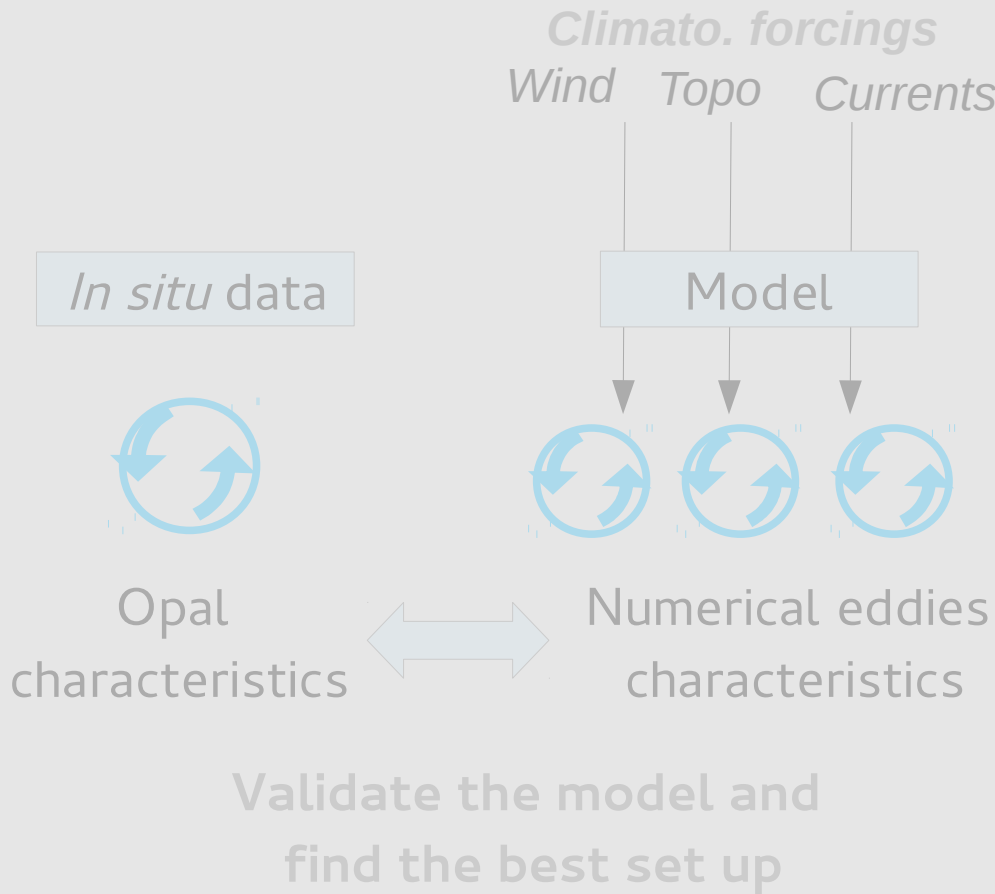 Climato. forcings
Wind Topo Currents
In situ data Model
Opal Numerical eddies
characteristics characteristics
Validate the model and
find the best set up